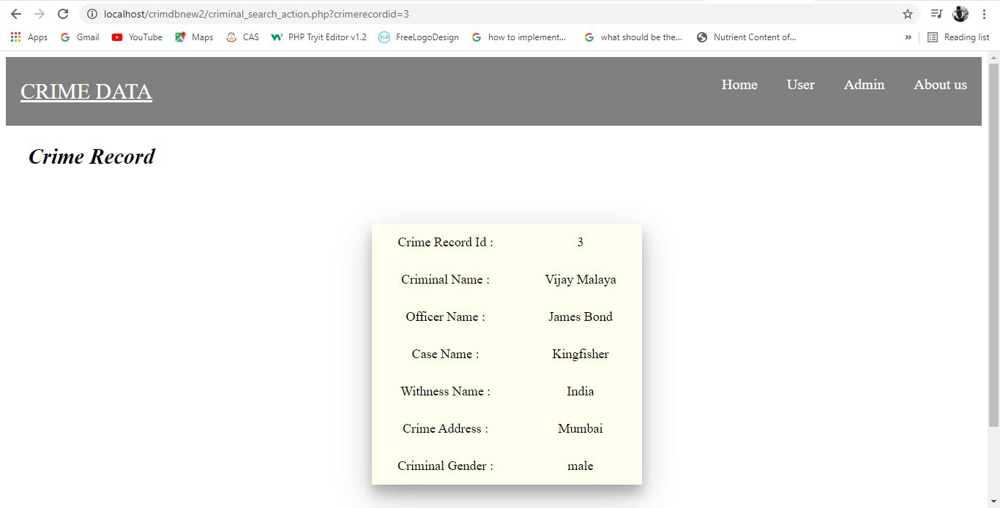 localhost/crimdbnew2/criminal_search_action.php?crimerecordid=3
Apps Gmail YouTube Maps CAS PHP Tryit Editor v1.2 FLD FreeLogoDesign how to implement... what should be the... Nutrient Content of... » Reading list
CRIME DATA Home User Admin About us
Crime Record
Crime Record Id : 3
Criminal Name : Vijay Malaya
Officer Name : James Bond
Case Name : Kingfisher
Withness Name : India
Crime Address : Mumbai
Criminal Gender : male